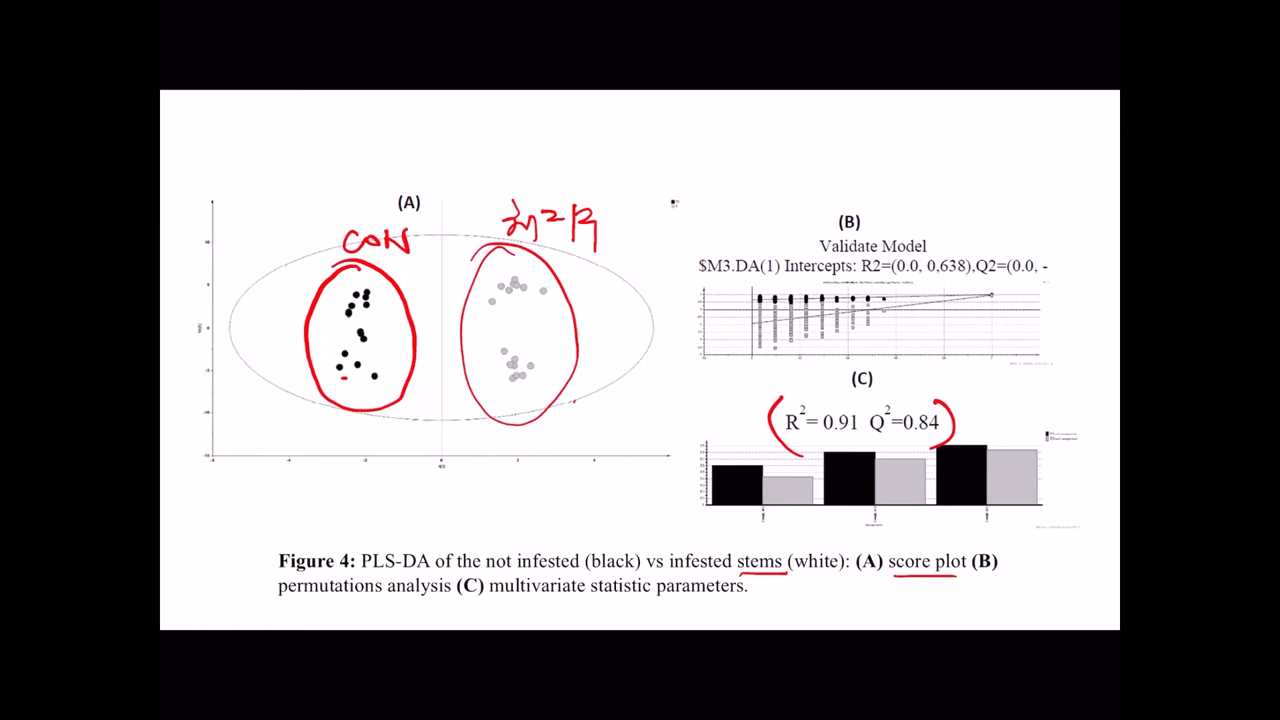 (A)
CON
(B)
Validate Model
$M3.DA(1) Intercepts: R2=(0.0, 0,638),Q2=(0.0, -
(C)
R²= 0.91 Q²=0.84
Figure 4: PLS-DA of the not infested (black) vs infested stems (white): (A) score plot (B)
permutations analysis (C) multivariate statistic parameters.